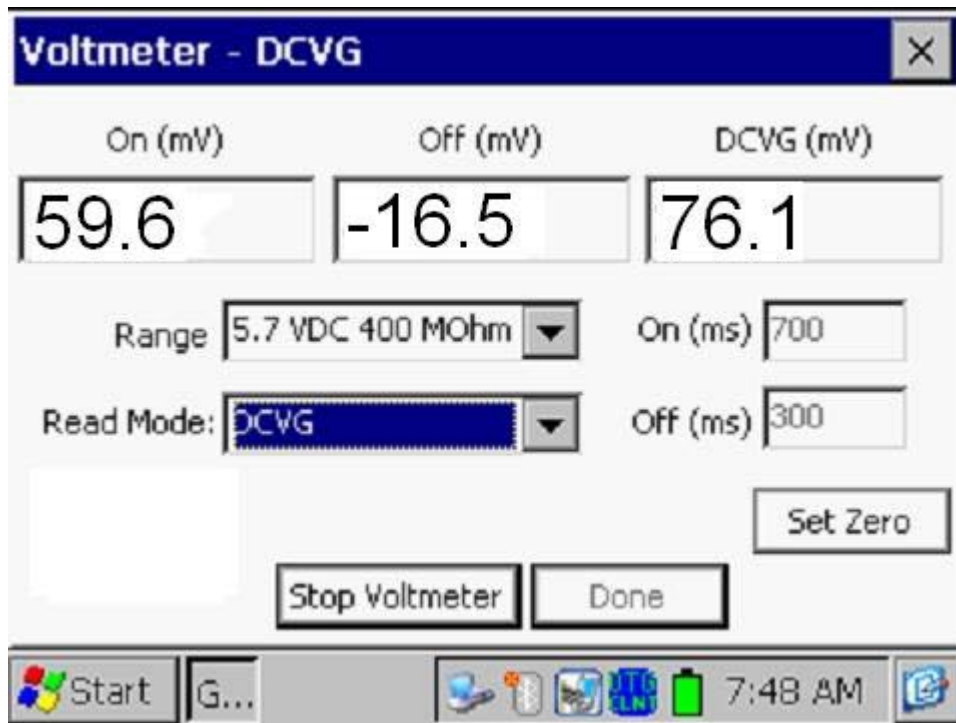 Voltmeter - DCVG
On (mV) Off (mV) DCVG (mV)
59.6 -16.5 76.1
Range 5.7 VDC 400 MOhm On (ms) 700
Read Mode: DCVG Off (ms) 300
Set Zero
Stop Voltmeter Done
Start G... DTG CLNT 7:48 AM